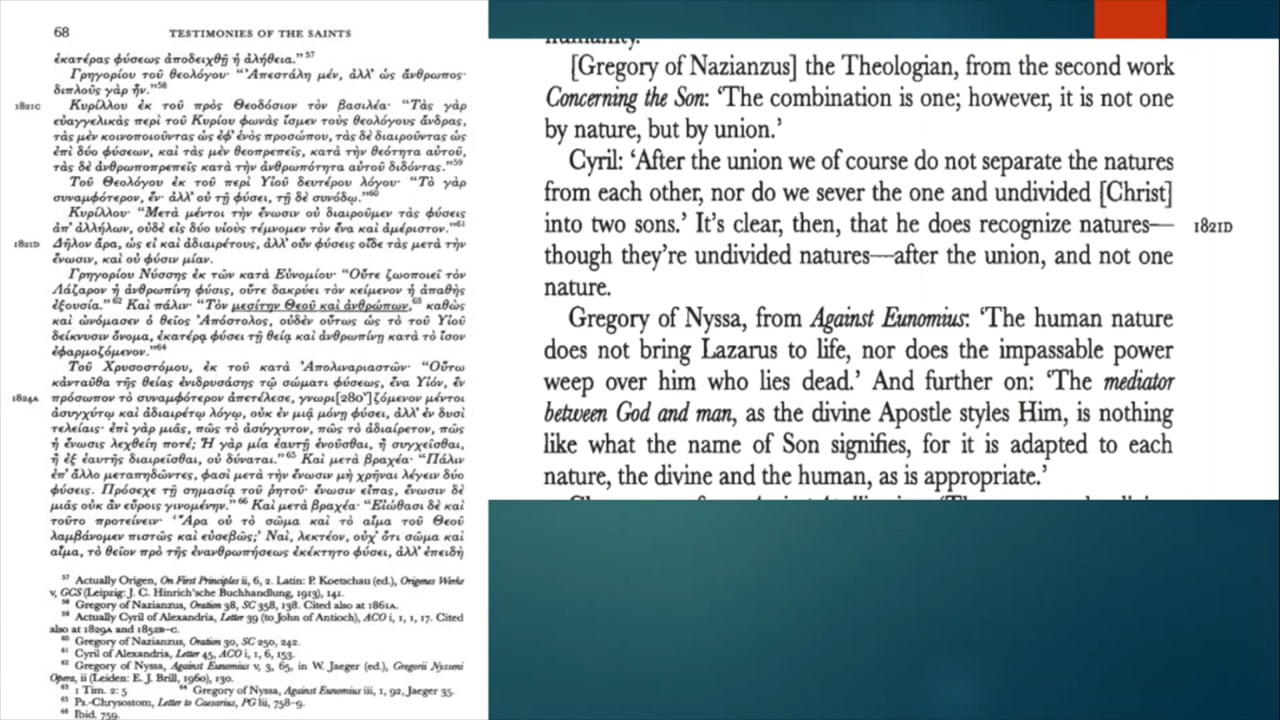 68 TESTIMONIES OF THE SAINTS
ἑκατέρας φύσεως ἀποδειχθῇ ἡ ἀλήθεια.”57
Γρηγορίου τοῦ θεολόγου· “Ἀπεστάλη μέν, ἀλλ’ ὡς ἄνθρωπος·
διπλοῦς γὰρ ἦν.”58
1821C Κυρίλλου ἐκ τοῦ πρὸς Θεοδόσιον τὸν βασιλέα· “Τὰς γὰρ
εὐαγγελικὰς περὶ τοῦ Κυρίου φωνὰς ἴσμεν τοὺς θεολόγους ἄνδρας,
τὰς μὲν κοινοποιοῦντας ὡς ἐφ’ ἑνὸς προσώπου, τὰς δὲ διαιροῦντας ὡς
ἐπὶ δύο φύσεων, καὶ τὰς μὲν θεοπρεπεῖς, κατὰ τὴν θεότητα αὐτοῦ,
τὰς δὲ ἀνθρωποπρεπεῖς κατὰ τὴν ἀνθρωπότητα αὐτοῦ διδόντας.”59
Τοῦ Θεολόγου ἐκ τοῦ περὶ Υἱοῦ δευτέρου λόγου· “Τὸ γὰρ
συναμφότερον, ἕν· ἀλλ’ οὐ τῇ φύσει, τῇ δὲ συνόδῳ.”60
Κυρίλλου· “Μετὰ μέντοι τὴν ἕνωσιν οὐ διαιροῦμεν τὰς φύσεις
ἀπ’ ἀλλήλων, οὐδὲ εἰς δύο υἱοὺς τέμνομεν τὸν ἕνα καὶ ἀμέριστον.”61
1821D Δῆλον ἄρα, ὡς εἰ καὶ ἀδιαιρέτους, ἀλλ’ οὖν φύσεις οἶδε τὰς μετὰ τὴν
ἕνωσιν, καὶ οὐ φύσιν μίαν.
Γρηγορίου Νύσσης ἐκ τῶν κατὰ Εὐνομίου· “Οὔτε ζωοποιεῖ τὸν
Λάζαρον ἡ ἀνθρωπίνη φύσις, οὔτε δακρύει τὸν κείμενον ἡ ἀπαθὴς
ἐξουσία.”62 Καὶ πάλιν· “Τὸν μεσίτην Θεοῦ καὶ ἀνθρώπων,63 καθὼς
καὶ ὠνόμασεν ὁ θεῖος Ἀπόστολος, οὐδὲν οὕτως ὡς τὸ τοῦ Υἱοῦ
δείκνυσιν ὄνομα, ἑκατέρᾳ φύσει τῇ θείᾳ καὶ ἀνθρωπίνῃ κατὰ τὸ ἴσον
ἐφαρμοζόμενον.”64
Τοῦ Χρυσοστόμου, ἐκ τοῦ κατὰ Ἀπολιναριαστῶν· “Οὕτω
κἀνταῦθα τῆς θείας ἐνιδρυσάσης τῷ σώματι φύσεως, ἕνα Υἱόν, ἓν
1824A πρόσωπον τὸ συναμφότερον ἀπετέλεσε, γνωρι[280ᵛ]ζόμενον μέντοι
ἀσυγχύτῳ καὶ ἀδιαιρέτῳ λόγῳ, οὐκ ἐν μιᾷ μόνῃ φύσει, ἀλλ’ ἐν δυσὶ
τελείαις· ἐπὶ γὰρ μιᾶς, πῶς τὸ ἀσύγχυτον, πῶς τὸ ἀδιαίρετον, πῶς
ἡ ἕνωσις λεχθείη ποτέ; Ἡ γὰρ μία ἑαυτῇ ἑνοῦσθαι, ἢ συγχεῖσθαι,
ἢ ἐξ ἑαυτῆς διαιρεῖσθαι, οὐ δύναται.”65 Καὶ μετὰ βραχέα· “Πάλιν
ἐπ’ ἄλλο μεταπηδῶντες, φασὶ μετὰ τὴν ἕνωσιν μὴ χρῆναι λέγειν δύο
φύσεις. Πρόσεχε τῇ σημασίᾳ τοῦ ῥητοῦ· ἕνωσιν εἶπας, ἕνωσιν δὲ
μιᾶς οὐκ ἂν εὕροις γινομένην.”66 Καὶ μετὰ βραχέα· “Εἰώθασι δὲ καὶ
τοῦτο προτείνειν· ‘Ἆρα οὐ τὸ σῶμα καὶ τὸ αἷμα τοῦ Θεοῦ
λαμβάνομεν πιστῶς καὶ εὐσεβῶς;’ Ναί, λεκτέον, οὐχ’ ὅτι σῶμα καὶ
αἷμα, τὸ θεῖον πρὸ τῆς ἐνανθρωπήσεως ἐκέκτητο φύσει, ἀλλ’ ἐπειδὴ
57 Actually Origen, On First Principles ii, 6, 2. Latin: P. Koetschau (ed.), Origenes Werke
v, GCS (Leipzig: J. C. Hinrich’sche Buchhandlung, 1913), 141.
58 Gregory of Nazianzus, Oration 38, SC 358, 138. Cited also at 1861A.
59 Actually Cyril of Alexandria, Letter 39 (to John of Antioch), ACO i, 1, 1, 17. Cited
also at 1829A and 1852B–C.
60 Gregory of Nazianzus, Oration 30, SC 250, 242.
61 Cyril of Alexandria, Letter 45, ACO i, 1, 6, 153.
62 Gregory of Nyssa, Against Eunomius v, 3, 65, in W. Jaeger (ed.), Gregorii Nysseni
Opera, ii (Leiden: E. J. Brill, 1960), 130.
63 1 Tim. 2: 5 64 Gregory of Nyssa, Against Eunomius iii, 1, 92, Jaeger 35.
65 Ps.-Chrysostom, Letter to Caesarius, PG lii, 758–9.
66 Ibid. 759.
humanity.
[Gregory of Nazianzus] the Theologian, from the second work
Concerning the Son: ‘The combination is one; however, it is not one
by nature, but by union.’
Cyril: ‘After the union we of course do not separate the natures
from each other, nor do we sever the one and undivided [Christ]
into two sons.’ It’s clear, then, that he does recognize natures— 1821D
though they’re undivided natures—after the union, and not one
nature.
Gregory of Nyssa, from Against Eunomius: ‘The human nature
does not bring Lazarus to life, nor does the impassable power
weep over him who lies dead.’ And further on: ‘The mediator
between God and man, as the divine Apostle styles Him, is nothing
like what the name of Son signifies, for it is adapted to each
nature, the divine and the human, as is appropriate.’